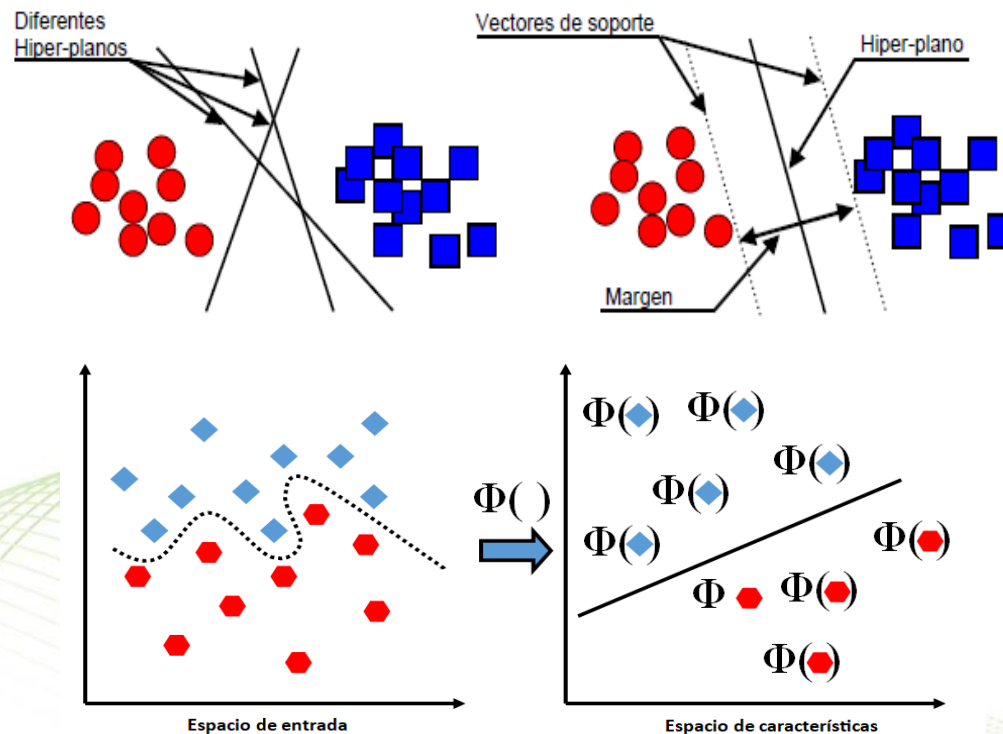 Diferentes
Hiper-planos
Vectores de soporte
Hiper-plano
Margen
Φ( )
Φ( )
Φ( )
Φ( )
Φ( )
Φ( )
Φ( )
Φ
Φ( )
Φ( )
Espacio de entrada
Espacio de características